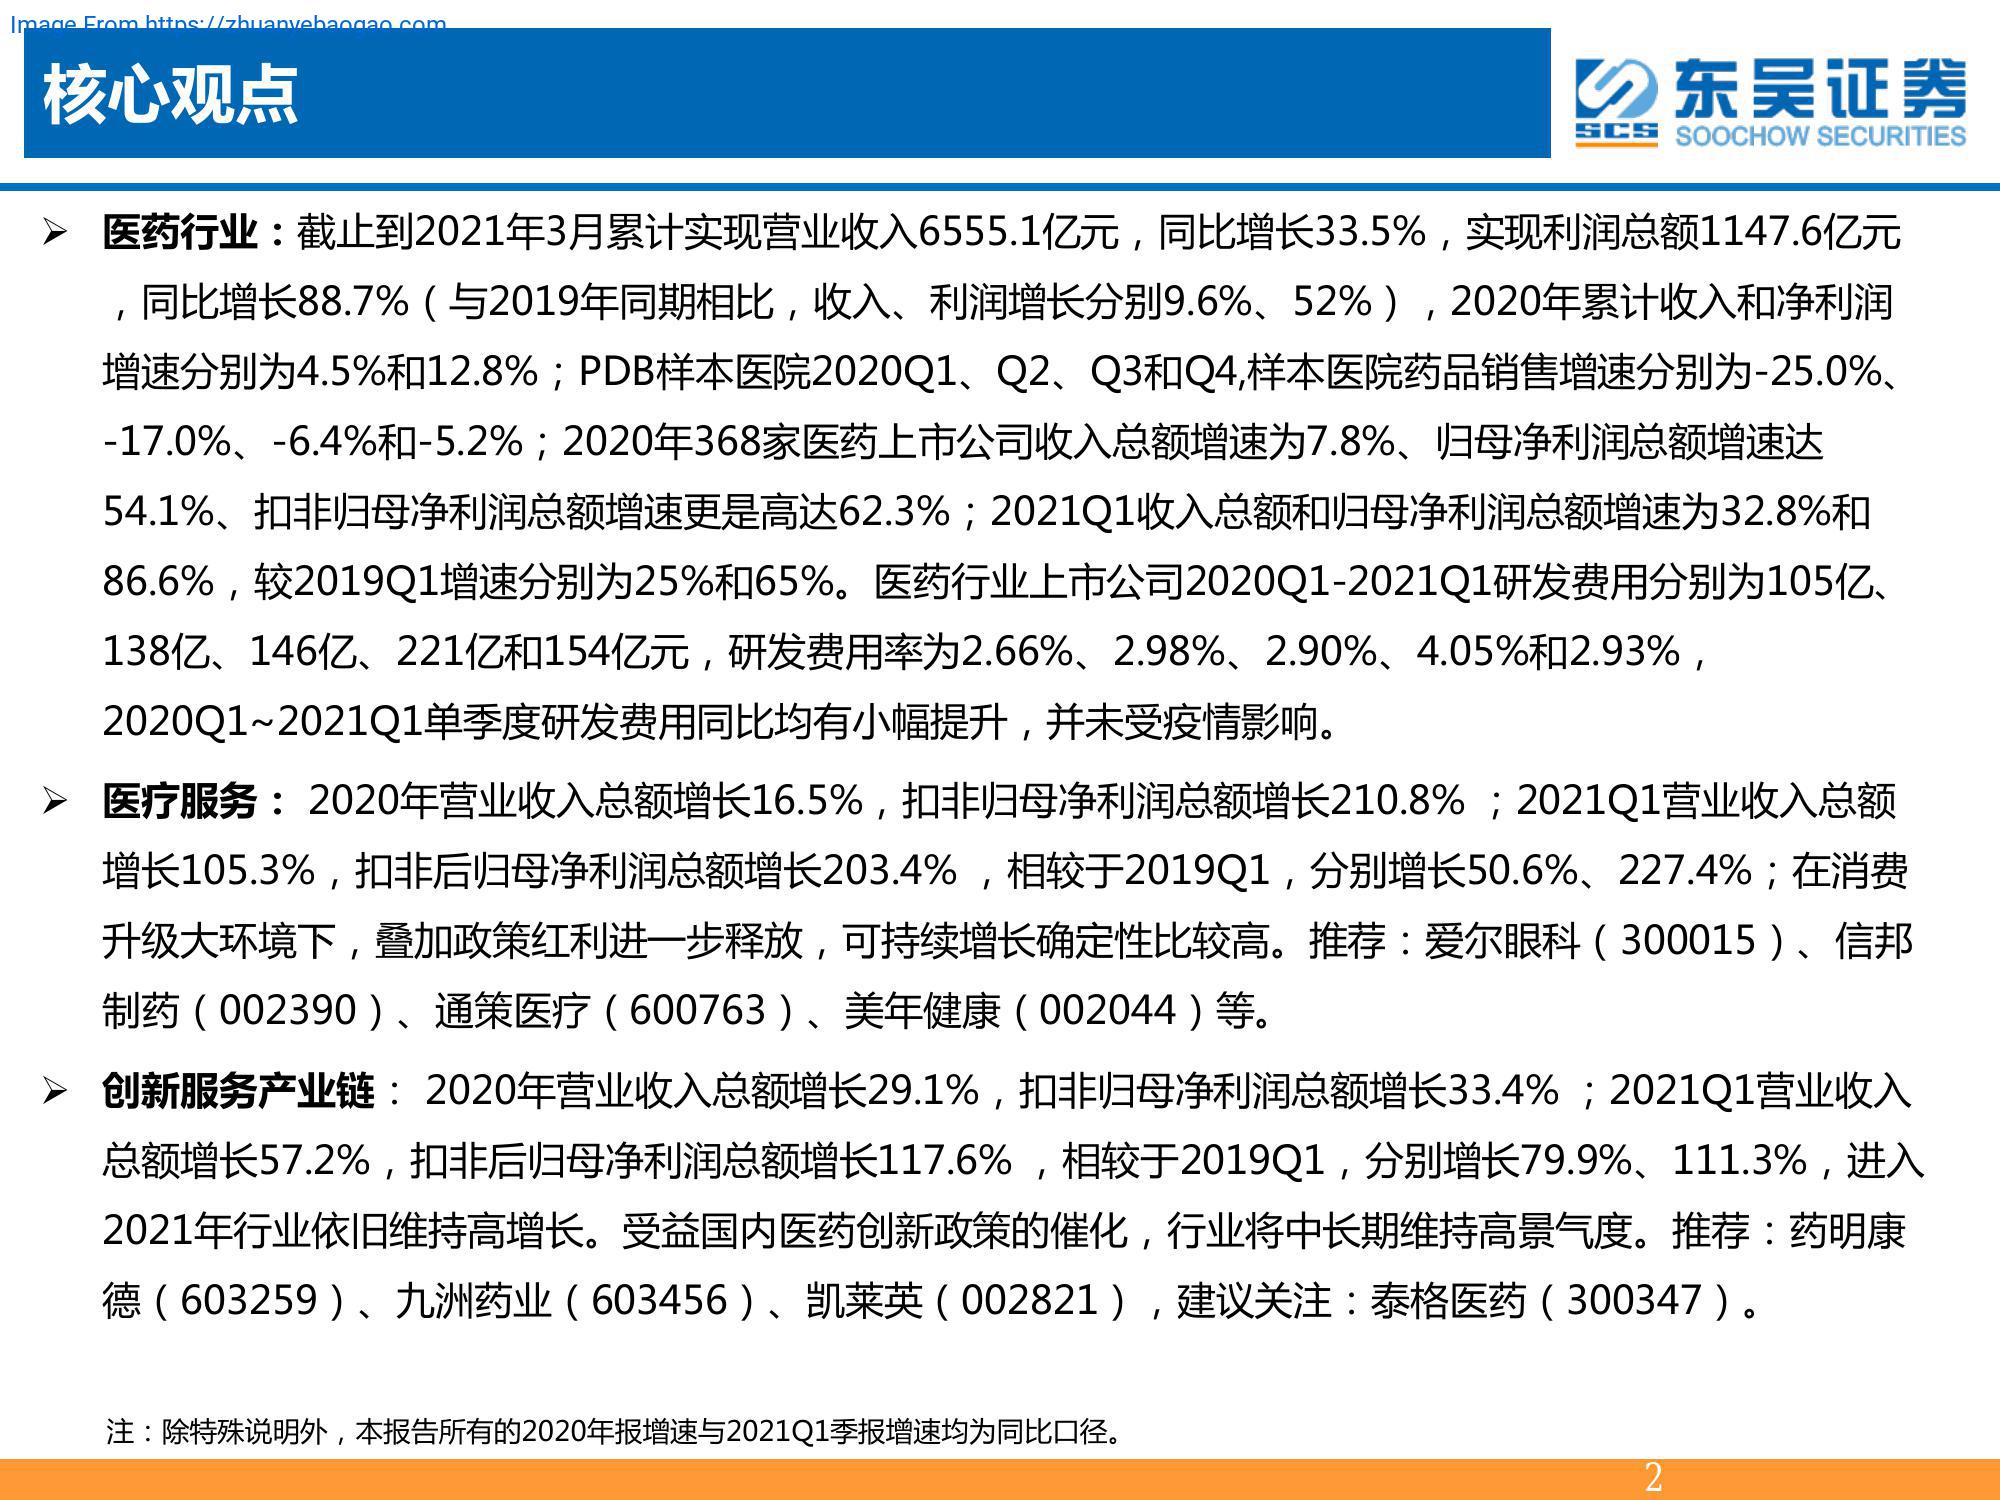 Image From https://zhuanyebaogao.com
核心观点
东吴证券
SCS
SOOCHOW SECURITIES
医药行业：截止到2021年3月累计实现营业收入6555.1亿元，同比增长33.5%，实现利润总额1147.6亿元
，同比增长88.7%（与2019年同期相比，收入、利润增长分别9.6%、52%），2020年累计收入和净利润
增速分别为4.5%和12.8%；PDB样本医院2020Q1、Q2、Q3和Q4,样本医院药品销售增速分别为-25.0%、
-17.0%、-6.4%和-5.2%；2020年368家医药上市公司收入总额增速为7.8%、归母净利润总额增速达
54.1%、扣非归母净利润总额增速更是高达62.3%；2021Q1收入总额和归母净利润总额增速为32.8%和
86.6%，较2019Q1增速分别为25%和65%。医药行业上市公司2020Q1-2021Q1研发费用分别为105亿、
138亿、146亿、221亿和154亿元，研发费用率为2.66%、2.98%、2.90%、4.05%和2.93%，
2020Q1~2021Q1单季度研发费用同比均有小幅提升，并未受疫情影响。
医疗服务： 2020年营业收入总额增长16.5%，扣非归母净利润总额增长210.8% ；2021Q1营业收入总额
增长105.3%，扣非后归母净利润总额增长203.4% ，相较于2019Q1，分别增长50.6%、227.4%；在消费
升级大环境下，叠加政策红利进一步释放，可持续增长确定性比较高。推荐：爱尔眼科（300015）、信邦
制药（002390）、通策医疗（600763）、美年健康（002044）等。
创新服务产业链： 2020年营业收入总额增长29.1%，扣非归母净利润总额增长33.4% ；2021Q1营业收入
总额增长57.2%，扣非后归母净利润总额增长117.6% ，相较于2019Q1，分别增长79.9%、111.3%，进入
2021年行业依旧维持高增长。受益国内医药创新政策的催化，行业将中长期维持高景气度。推荐：药明康
德（603259）、九洲药业（603456）、凯莱英（002821），建议关注：泰格医药（300347）。
注：除特殊说明外，本报告所有的2020年报增速与2021Q1季报增速均为同比口径。
2